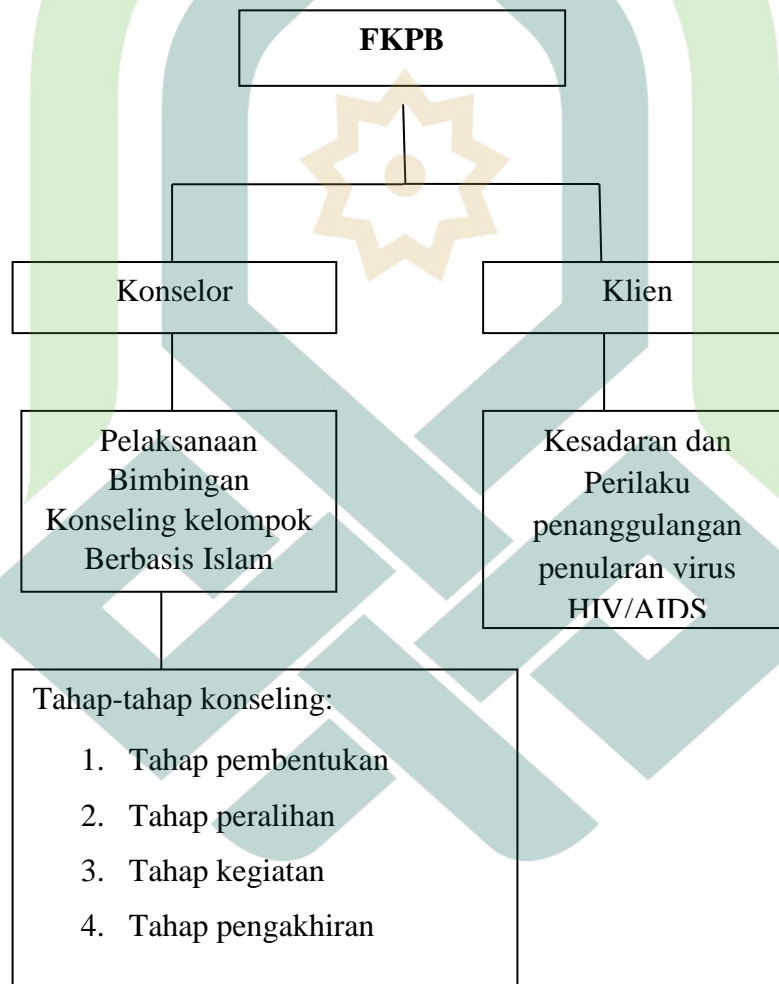 FKPB
Konselor
Klien
Pelaksanaan
Bimbingan
Konseling kelompok
Berbasis Islam
Kesadaran dan
Perilaku
penanggulangan
penularan virus
HIV/AIDS
Tahap-tahap konseling:
1. Tahap pembentukan
2. Tahap peralihan
3. Tahap kegiatan
4. Tahap pengakhiran